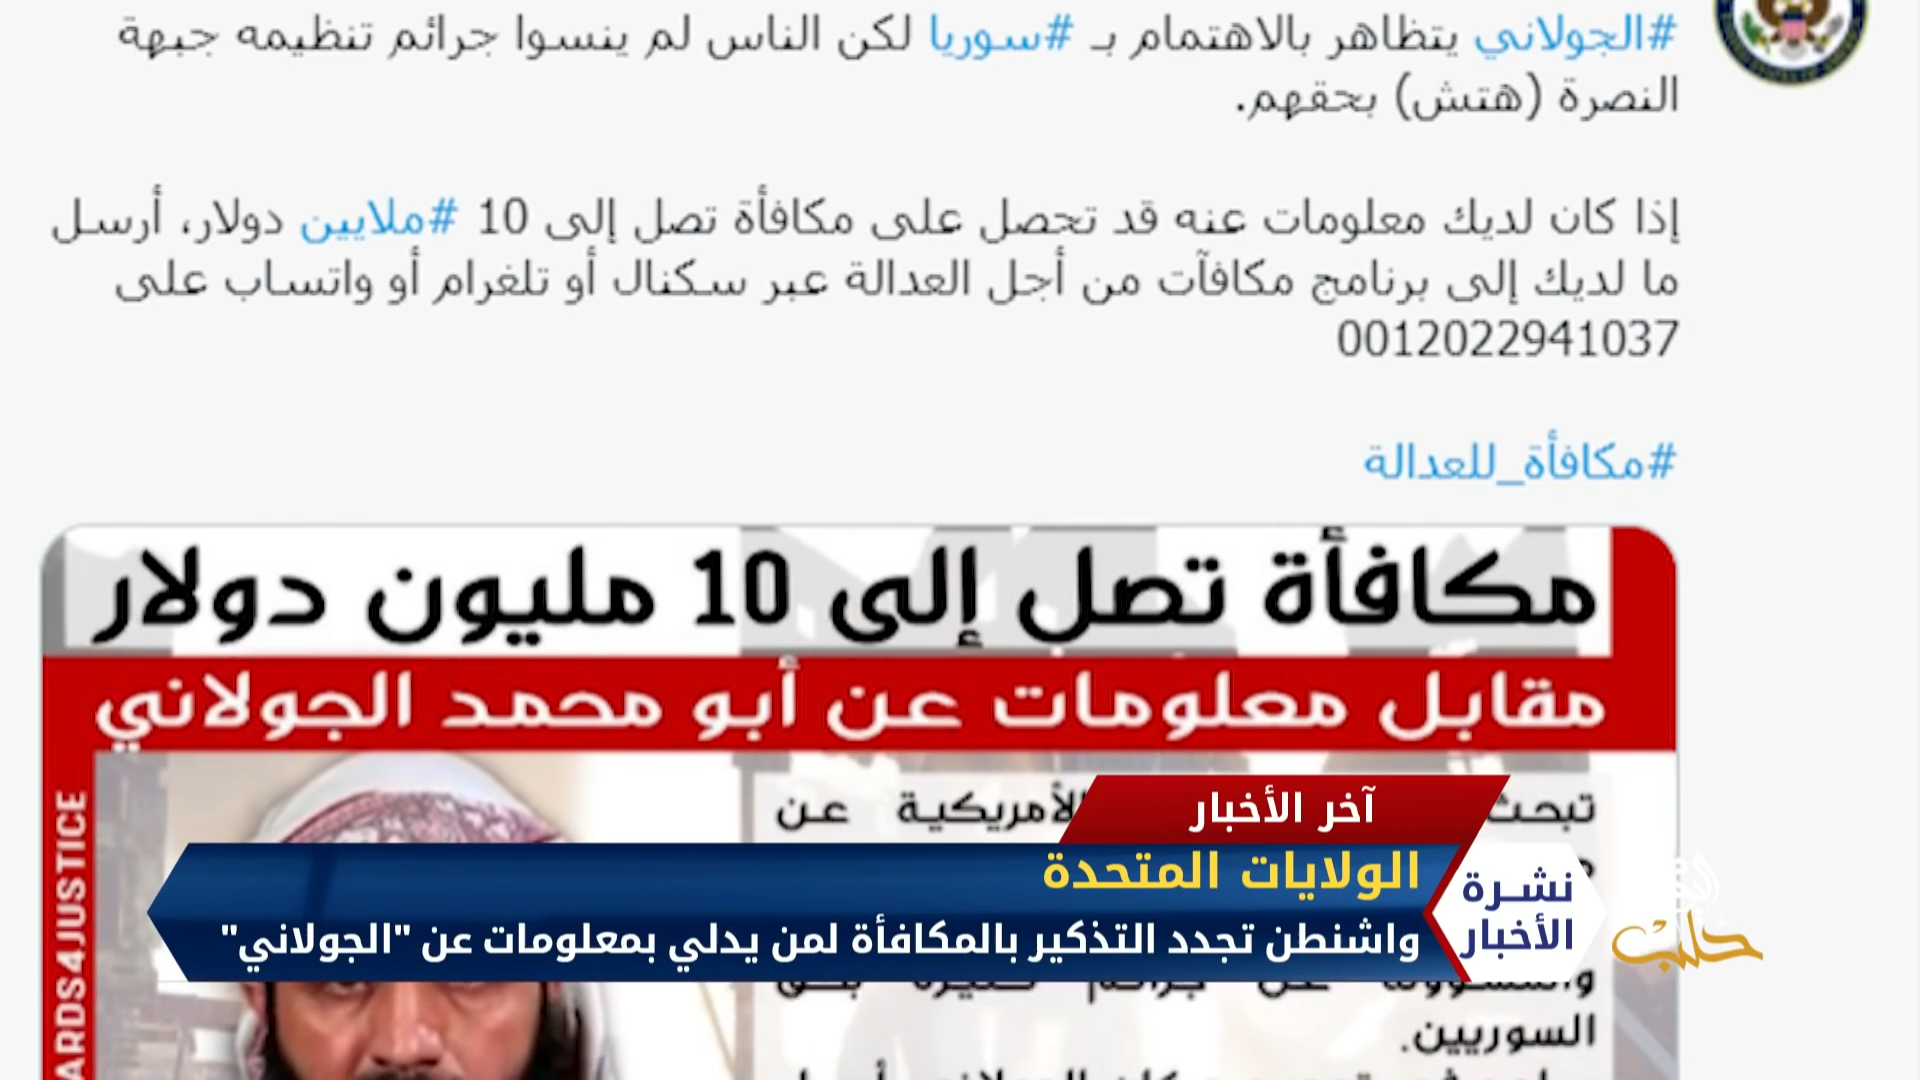 #الجولاني يتظاهر بالاهتمام بـ #سوريا لكن الناس لم ينسوا جرائم تنظيمه جبهة
النصرة (هتش) بحقهم.
إذا كان لديك معلومات عنه قد تحصل على مكافأة تصل إلى 10 #ملايين دولار، أرسل
ما لديك إلى برنامج مكافآت من أجل العدالة عبر سكنال أو تلغرام أو واتساب على
0012022941037
#مكافأة_للعدالة
مكافأة تصل إلى 10 مليون دولار
مقابل معلومات عن أبو محمد الجولاني
الأمريكية عن
السوريين.
ARDS4JUSTICE
آخر الأخبار
الولايات المتحدة
واشنطن تجدد التذكير بالمكافأة لمن يدلي بمعلومات عن "الجولاني"
نشرة
الأخبار
حلب